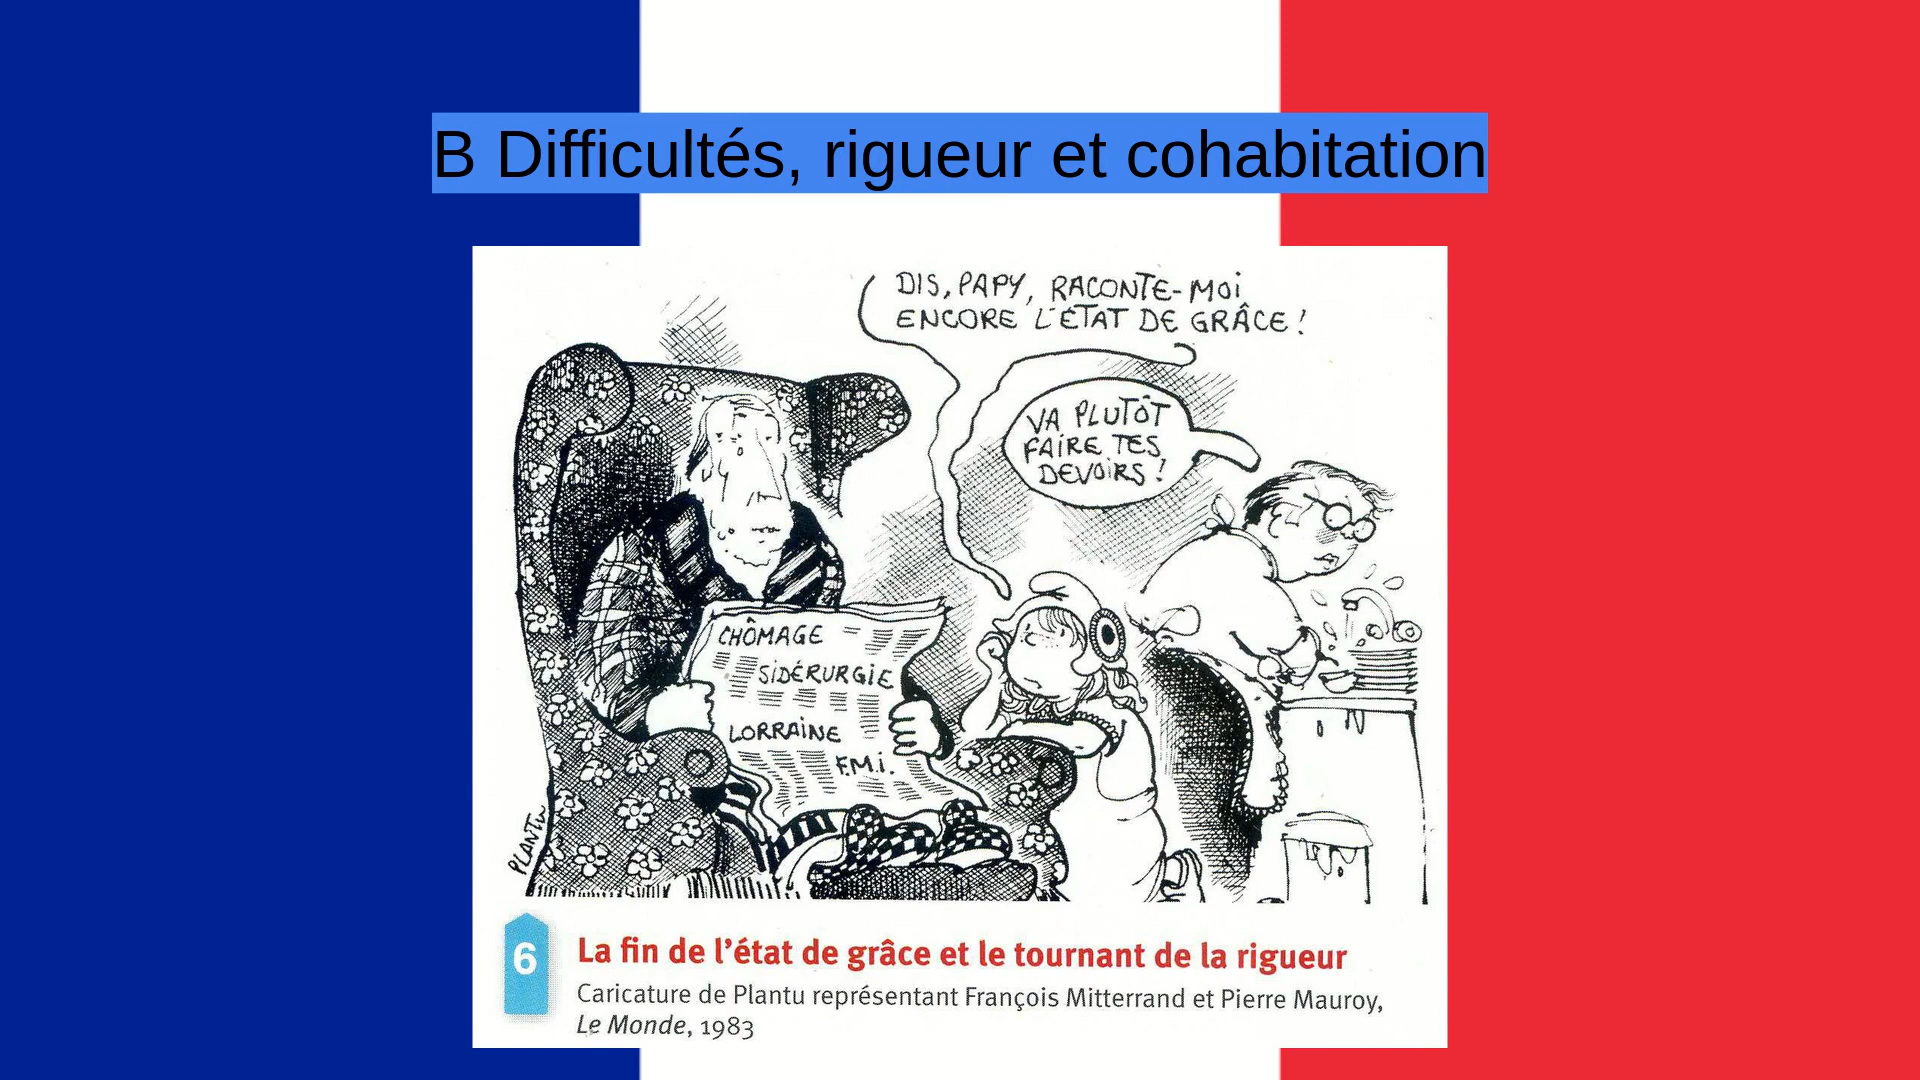 B Difficultés, rigueur et cohabitation
DIS, PAPY, RACONTE-MOI
ENCORE L'ÉTAT DE GRÂCE !
VA PLUTÔT
FAIRE TES
DEVOIRS !
CHÔMAGE
SIDÉRURGIE
LORRAINE
F.M.I.
PLANTU
6
La fin de l'état de grâce et le tournant de la rigueur
Caricature de Plantu représentant François Mitterrand et Pierre Mauroy,
Le Monde, 1983